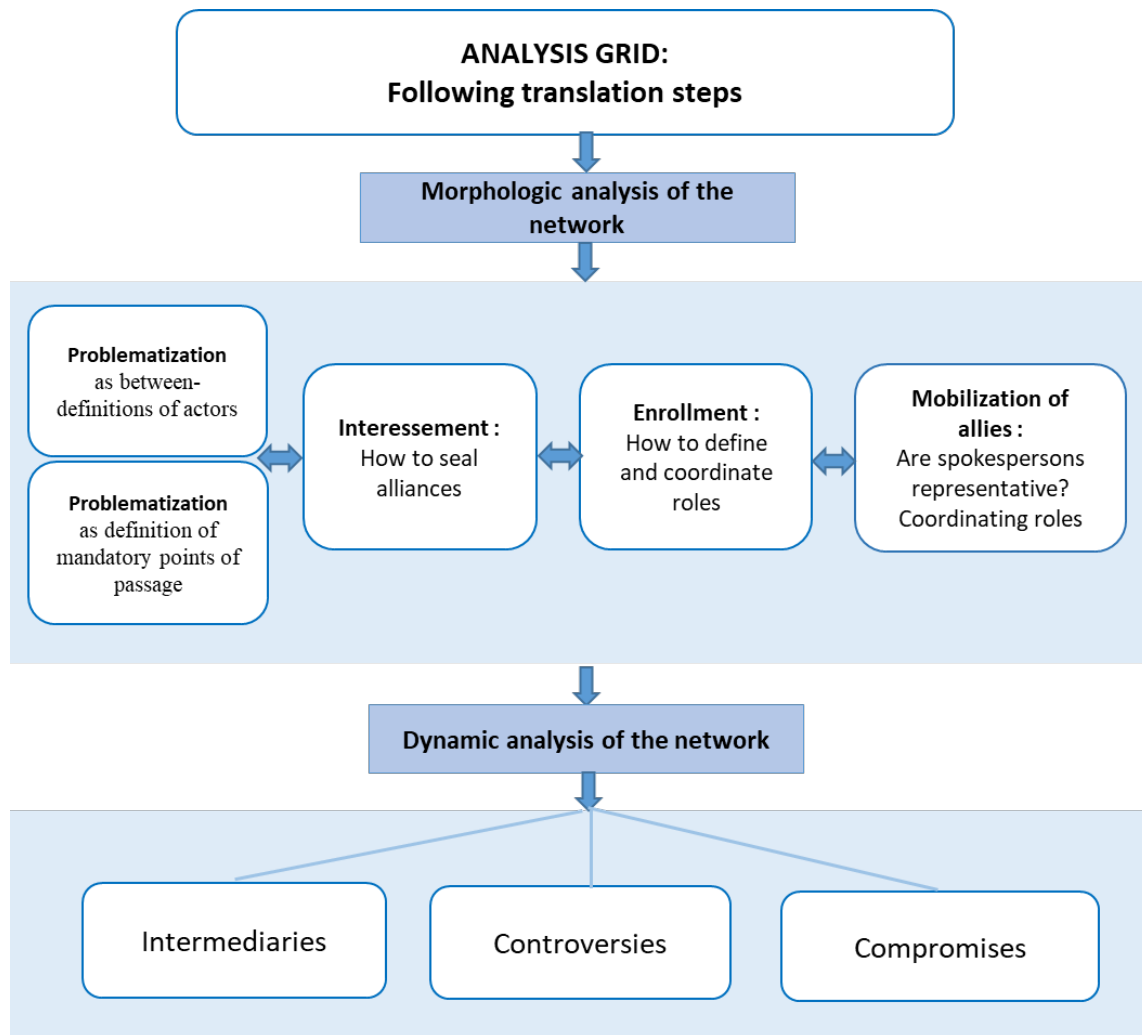 ANALYSIS GRID:
Following translation steps
Morphologic analysis of the
network
Problematization
as between-
definitions of actors
Problematization
as definition of
mandatory points of
passage
Interessement :
How to seal
alliances
Enrollment :
How to define
and coordinate
roles
Mobilization of
allies :
Are spokespersons
representative?
Coordinating roles
Dynamic analysis of the network
Intermediaries
Controversies
Compromises